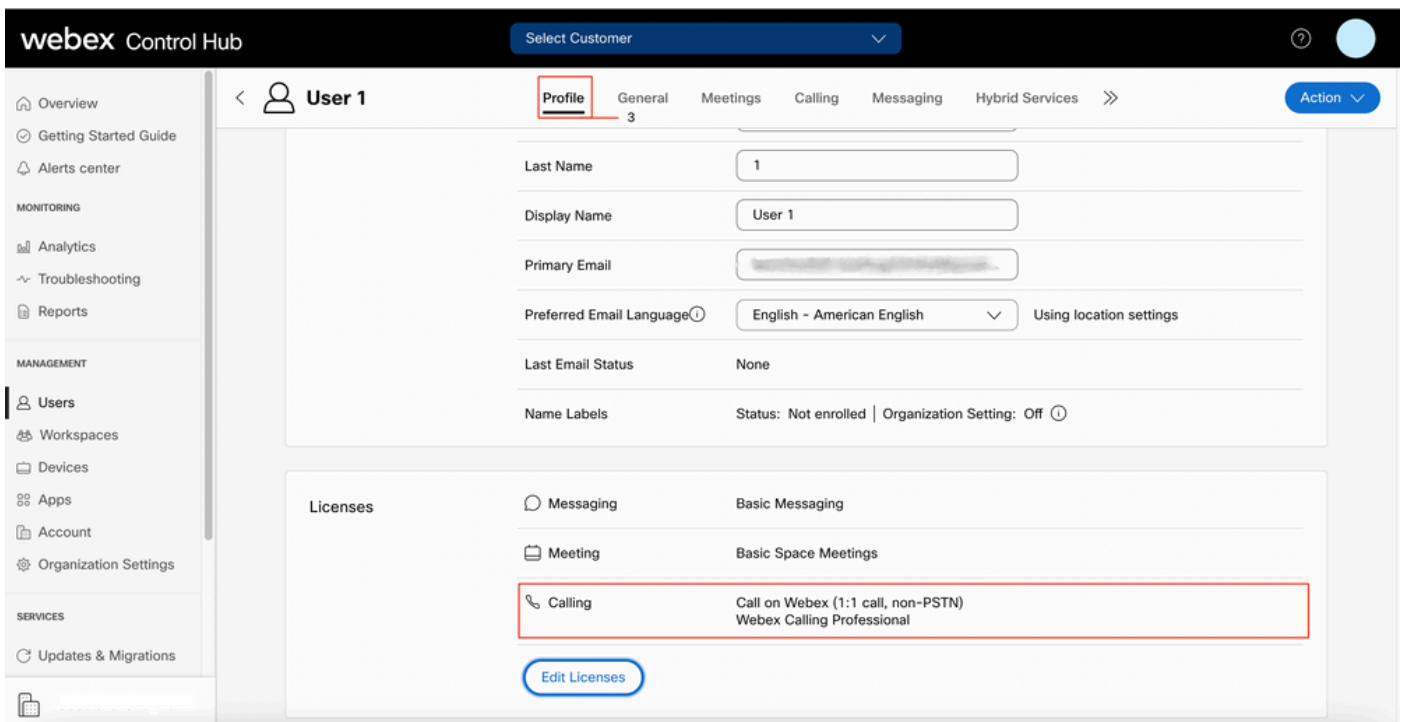 webex Control Hub
Select Customer
Overview
Getting Started Guide
Alerts center
MONITORING
Analytics
Troubleshooting
Reports
MANAGEMENT
Users
Workspaces
Devices
Apps
Account
Organization Settings
SERVICES
Updates & Migrations
User 1
Profile
General
Meetings
Calling
Messaging
Hybrid Services
Action
3
Last Name
1
Display Name
User 1
Primary Email
Preferred Email Language
English - American English
Using location settings
Last Email Status
None
Name Labels
Status: Not enrolled | Organization Setting: Off
Licenses
Messaging
Basic Messaging
Meeting
Basic Space Meetings
Calling
Call on Webex (1:1 call, non-PSTN)
Webex Calling Professional
Edit Licenses